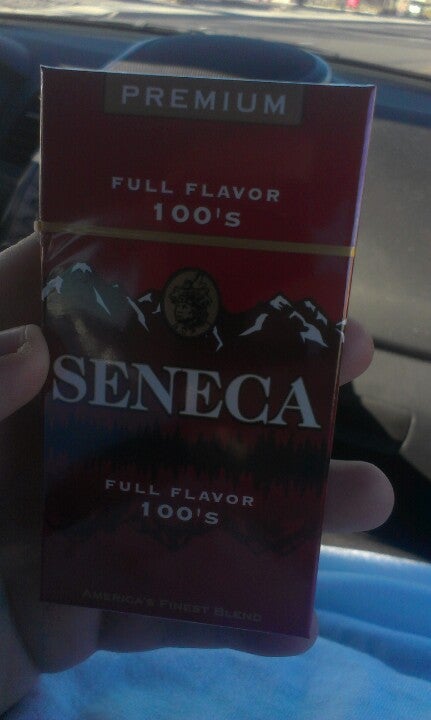 PREMIUM
FULL FLAVOR
100'S
SENECA
FULL FLAVOR
100'S
AMERICA'S FINEST BLEND